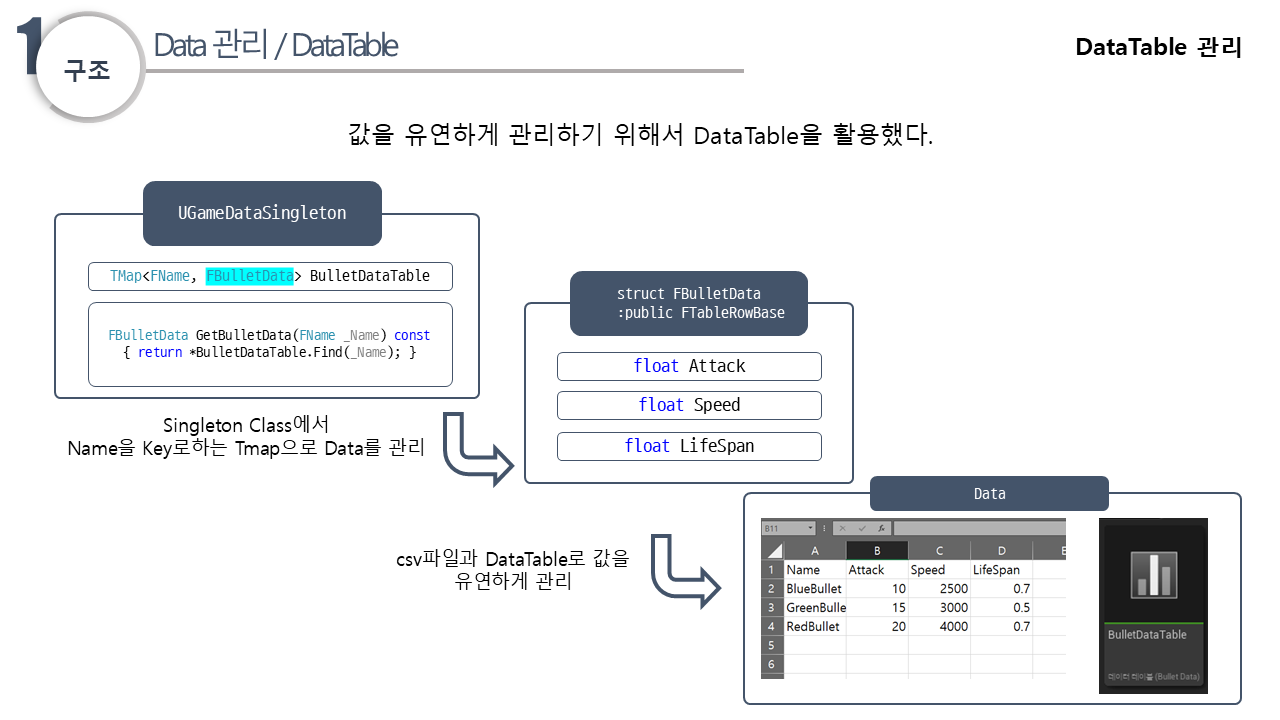 1
구조
Data 관리 / DataTable
DataTable 관리
값을 유연하게 관리하기 위해서 DataTable을 활용했다.
UGameDataSingleton
TMap<FName, FBulletData> BulletDataTable
FBulletData GetBulletData(FName _Name) const
{ return *BulletDataTable.Find(_Name); }
Singleton Class에서
Name을 Key로하는 Tmap으로 Data를 관리
struct FBulletData
:public FTableRowBase
float Attack
float Speed
float LifeSpan
csv파일과 DataTable로 값을
유연하게 관리
Data
B11 fx
A B C D E
1 Name Attack Speed LifeSpan
2 BlueBullet 10 2500 0.7
3 GreenBulle 15 3000 0.5
4 RedBullet 20 4000 0.7
5
6
BulletDataTable
데이터 테이블 (Bullet Data)